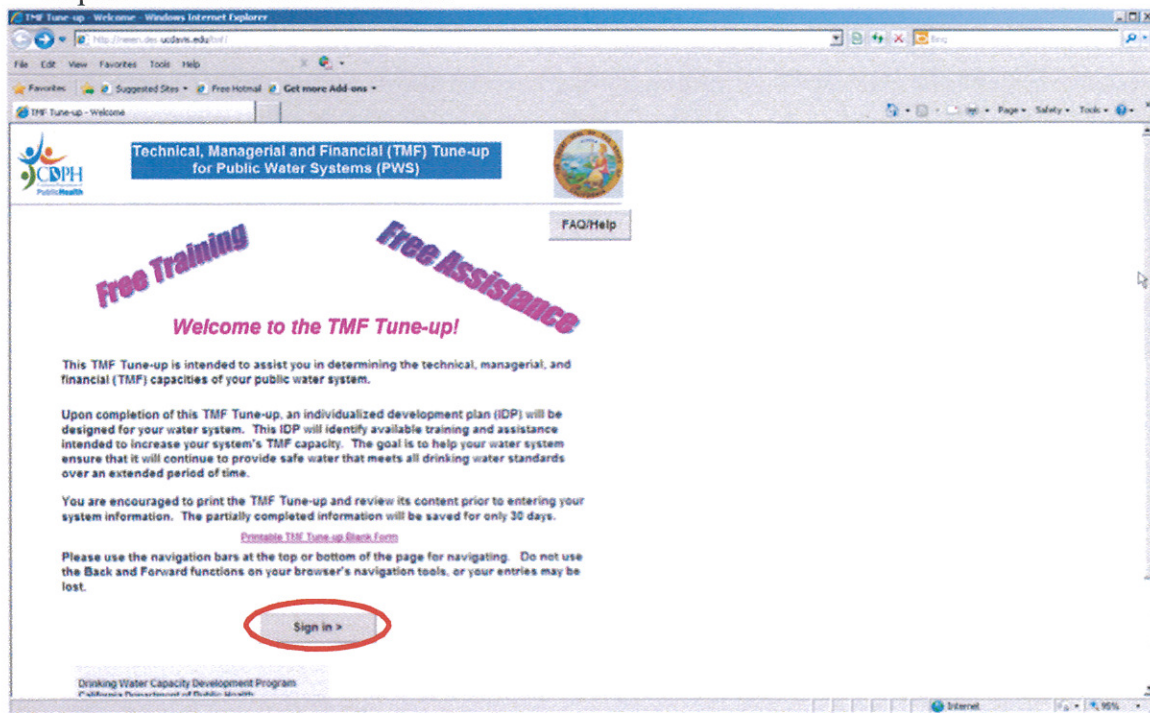 TMF Tune-up - Welcome - Windows Internet Explorer
ucdavis.edu
File Edit View Favorites Tools Help
Favorites Suggested Sites Free Hotmail Get more Add-ons
TMF Tune-up - Welcome
Page Safety Tools
CDPH
PublicHealth
Technical, Managerial and Financial (TMF) Tune-up
for Public Water Systems (PWS)
FAQ/Help
Free Training
Free Assistance
Welcome to the TMF Tune-up!
This TMF Tune-up is intended to assist you in determining the technical, managerial, and
financial (TMF) capacities of your public water system.
Upon completion of this TMF Tune-up, an individualized development plan (IDP) will be
designed for your water system. This IDP will identify available training and assistance
intended to increase your system's TMF capacity. The goal is to help your water system
ensure that it will continue to provide safe water that meets all drinking water standards
over an extended period of time.
You are encouraged to print the TMF Tune-up and review its content prior to entering your
system information. The partially completed information will be saved for only 30 days.
Printable TMF Tune-up Blank Form
Please use the navigation bars at the top or bottom of the page for navigating. Do not use
the Back and Forward functions on your browser's navigation tools, or your entries may be
lost.
Sign in >
Drinking Water Capacity Development Program
California Department of Public Health
Internet
95%